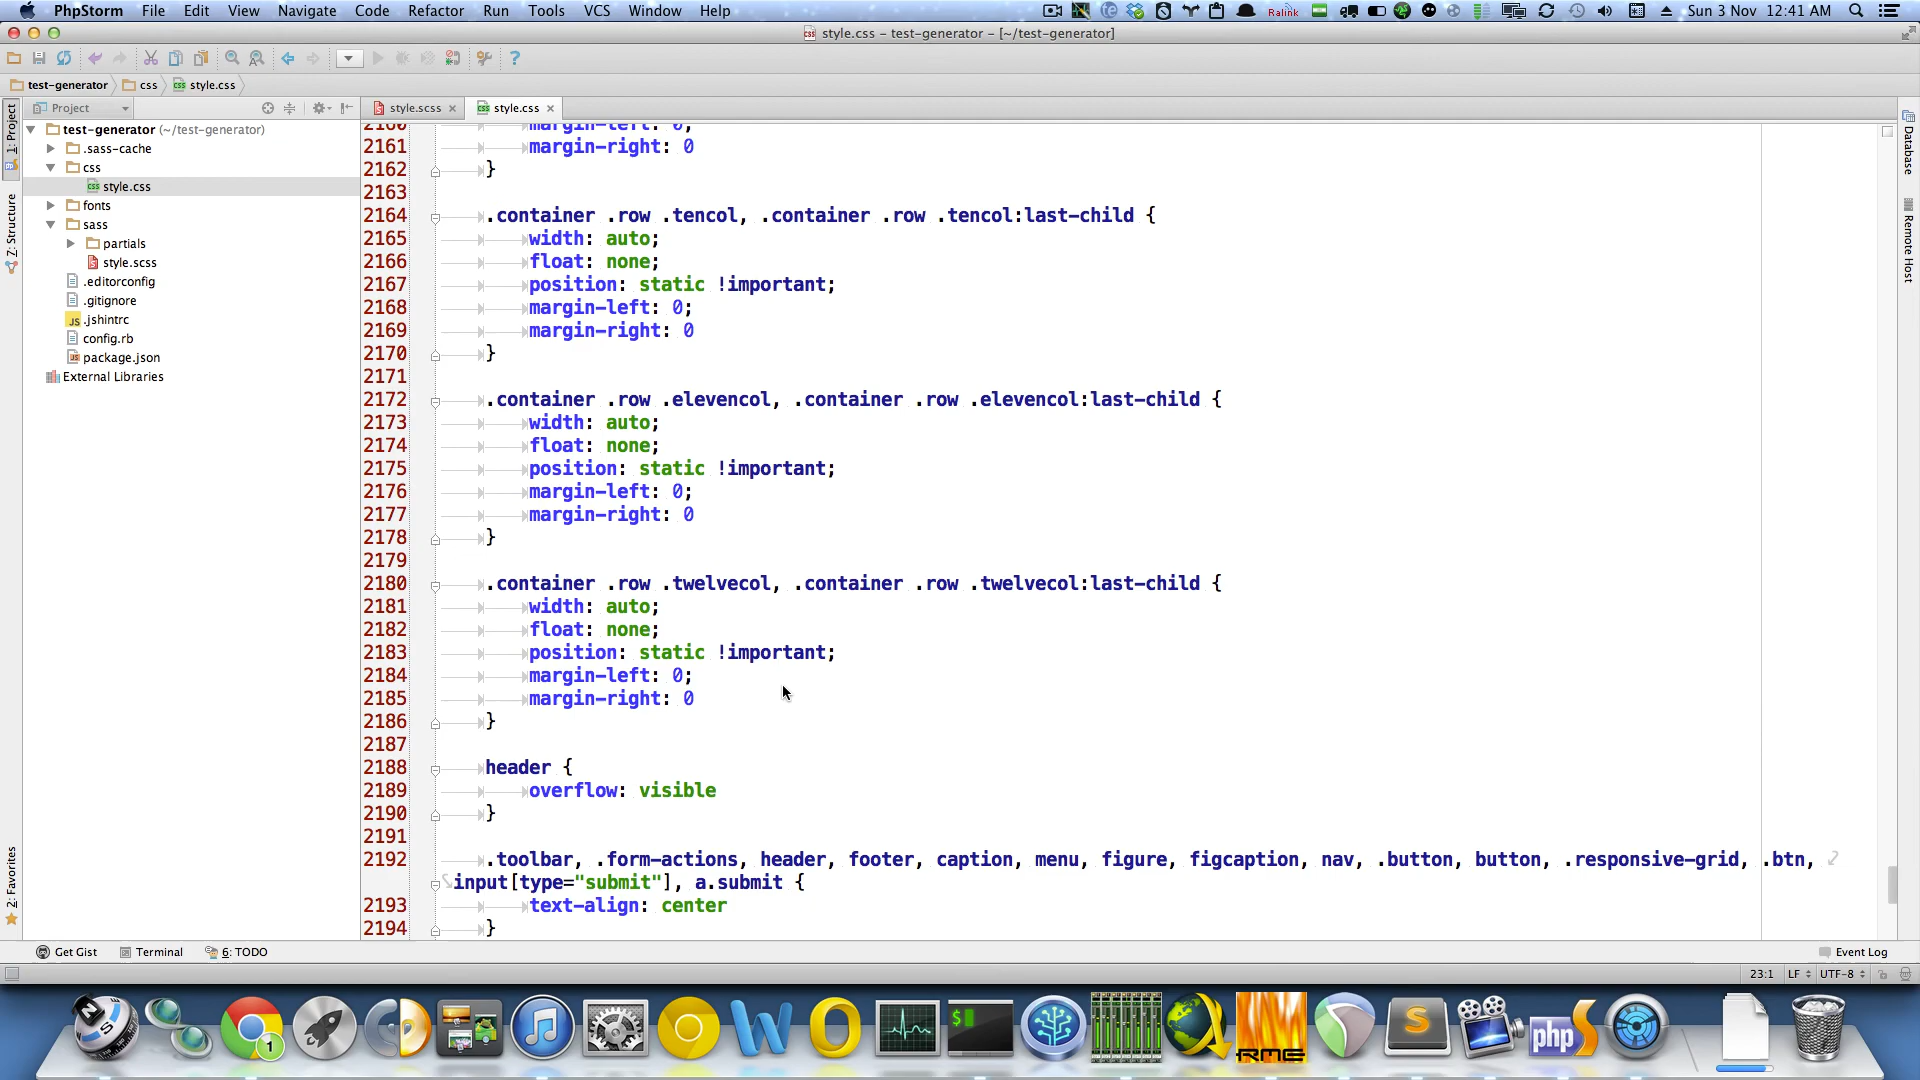 PhpStorm File Edit View Navigate Code Refactor Run Tools VCS Window Help Ralink Sun 3 Nov 12:41 AM
style.css – test-generator – [~/test-generator]
test-generator css style.css
Project style.scss style.css
1: Project
Z: Structure
2: Favorites
test-generator (~/test-generator)
.sass-cache
css
style.css
fonts
sass
partials
style.scss
.editorconfig
.gitignore
.jshintrc
config.rb
package.json
External Libraries
2160 margin-left: 0;
2161 margin-right: 0
2162 }
2163
2164 .container .row .tencol, .container .row .tencol:last-child {
2165 width: auto;
2166 float: none;
2167 position: static !important;
2168 margin-left: 0;
2169 margin-right: 0
2170 }
2171
2172 .container .row .elevencol, .container .row .elevencol:last-child {
2173 width: auto;
2174 float: none;
2175 position: static !important;
2176 margin-left: 0;
2177 margin-right: 0
2178 }
2179
2180 .container .row .twelvecol, .container .row .twelvecol:last-child {
2181 width: auto;
2182 float: none;
2183 position: static !important;
2184 margin-left: 0;
2185 margin-right: 0
2186 }
2187
2188 header {
2189 overflow: visible
2190 }
2191
2192 .toolbar, .form-actions, header, footer, caption, menu, figure, figcaption, nav, .button, button, .responsive-grid, .btn,
input[type="submit"], a.submit {
2193 text-align: center
2194 }
Database
Remote Host
Get Gist Terminal 6: TODO Event Log
23:1 LF UTF-8
N S 1 W O $ RME S php S